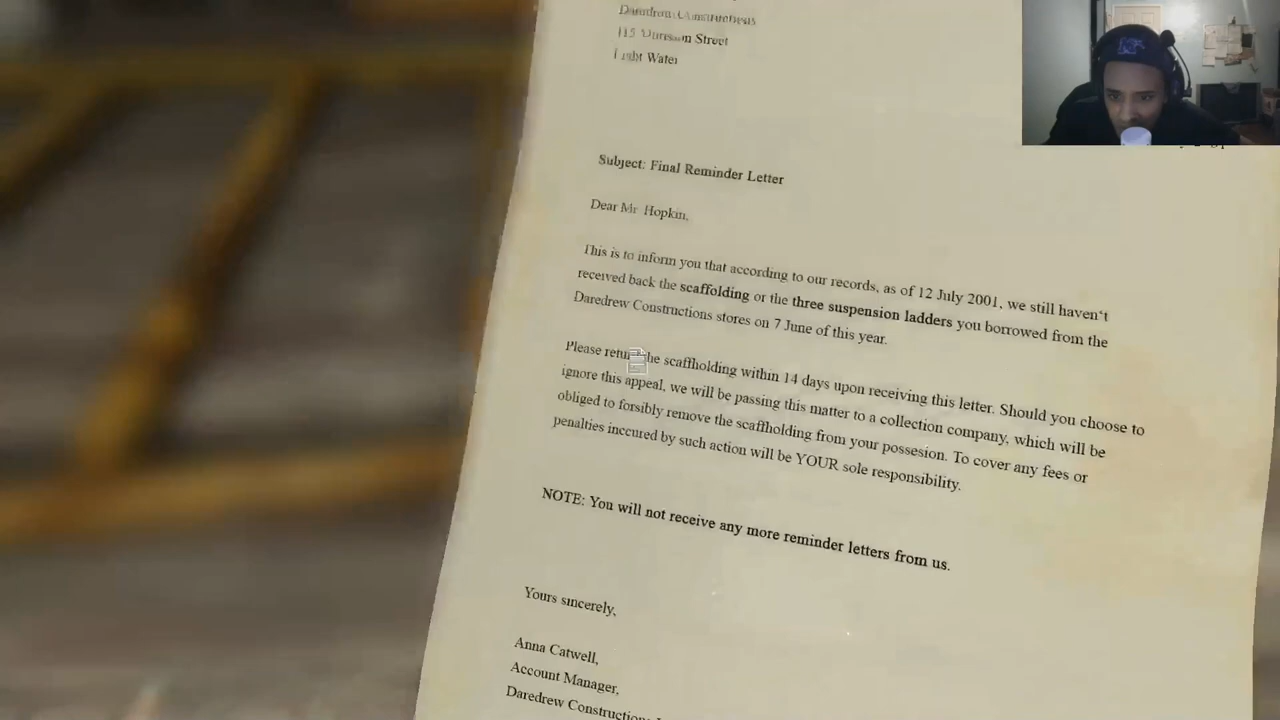 Daredrew Constructions
115 Street
Light Water
Subject: Final Reminder Letter
Dear Mr Hopkin,
This is to inform you that according to our records, as of 12 July 2001, we still haven't
received back the scaffolding or the three suspension ladders you borrowed from the
Daredrew Constructions stores on 7 June of this year.
Please return the scaffholding within 14 days upon receiving this letter. Should you choose to
ignore this appeal, we will be passing this matter to a collection company, which will be
obliged to forsibly remove the scaffholding from your possesion. To cover any fees or
penalties inccured by such action will be YOUR sole responsibility.
NOTE: You will not receive any more reminder letters from us.
Yours sincerely,
Anna Catwell,
Account Manager,
Daredrew Constructions